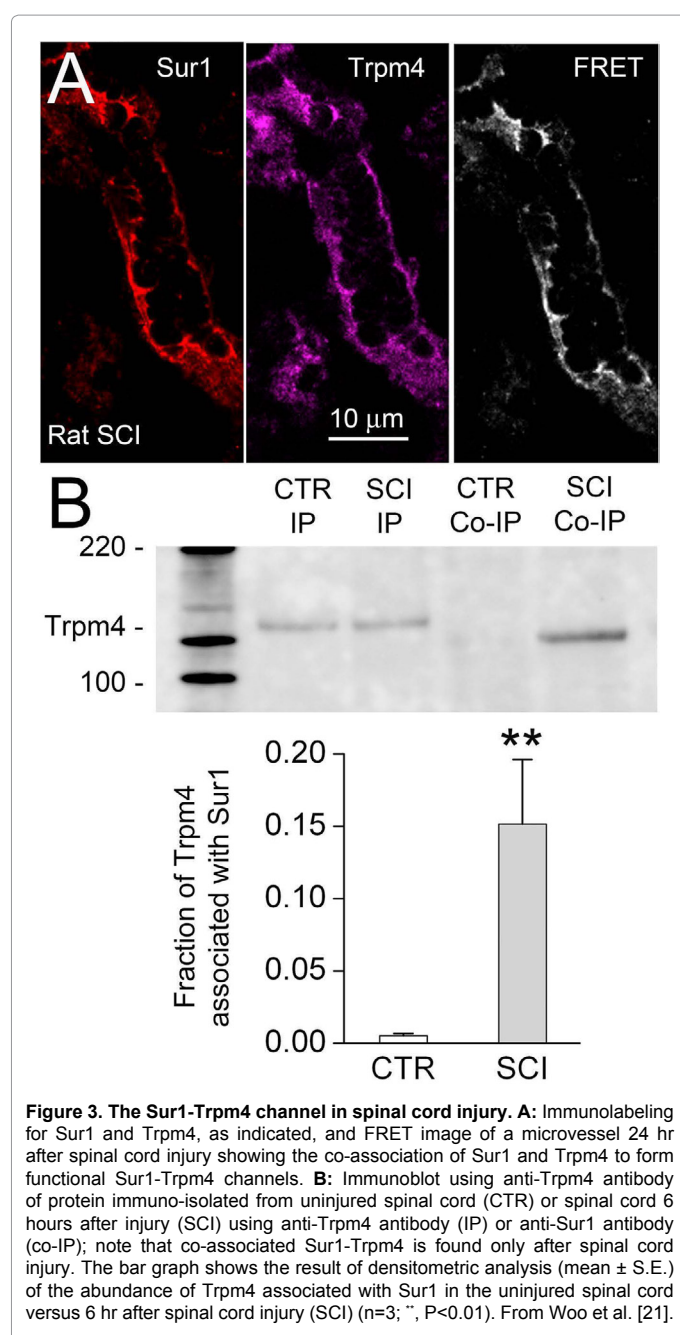 A
Sur1
Trpm4
FRET
Rat SCI
10 μm
B
CTR IP
SCI IP
CTR Co-IP
SCI Co-IP
220 -
Trpm4 -
100 -
Fraction of Trpm4
associated with Sur1
0.20
0.15
0.10
0.05
0.00
**
CTR
SCI
Figure 3. The Sur1-Trpm4 channel in spinal cord injury. A: Immunolabeling
for Sur1 and Trpm4, as indicated, and FRET image of a microvessel 24 hr
after spinal cord injury showing the co-association of Sur1 and Trpm4 to form
functional Sur1-Trpm4 channels. B: Immunoblot using anti-Trpm4 antibody
of protein immuno-isolated from uninjured spinal cord (CTR) or spinal cord 6
hours after injury (SCI) using anti-Trpm4 antibody (IP) or anti-Sur1 antibody
(co-IP); note that co-associated Sur1-Trpm4 is found only after spinal cord
injury. The bar graph shows the result of densitometric analysis (mean ± S.E.)
of the abundance of Trpm4 associated with Sur1 in the uninjured spinal cord
versus 6 hr after spinal cord injury (SCI) (n=3; **, P<0.01). From Woo et al. [21].